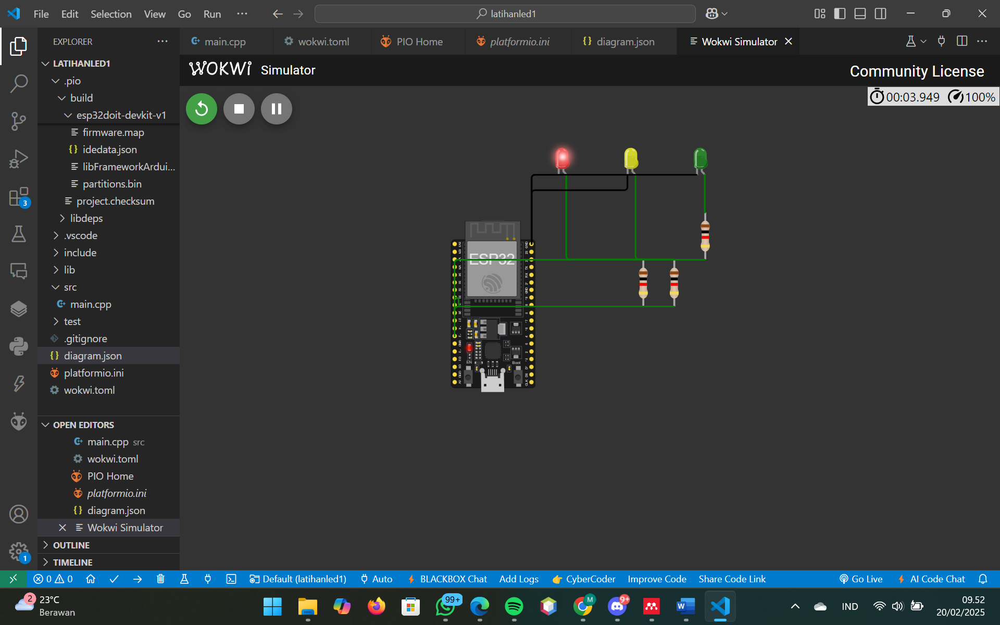 File Edit Selection View Go Run ··· latihanled1
EXPLORER ···
main.cpp wokwi.toml PIO Home platformio.ini diagram.json Wokwi Simulator
LATIHANLED1
.pio
build
esp32doit-devkit-v1
firmware.map
idedata.json
libFrameworkArdui...
partitions.bin
project.checksum
libdeps
.vscode
include
lib
src
main.cpp
test
.gitignore
diagram.json
platformio.ini
wokwi.toml
OPEN EDITORS
main.cpp src
wokwi.toml
PIO Home
platformio.ini
diagram.json
Wokwi Simulator
OUTLINE
TIMELINE
3
1
WOKWi Simulator
Community License
00:03.949 100%
ESP32
EN
Boot
0 0 Default (latihanled1) Auto BLACKBOX Chat Add Logs CyberCoder Improve Code Share Code Link Go Live AI Code Chat
2
23°C
Berawan
99+
M
9+
W
IND
09.52
20/02/2025